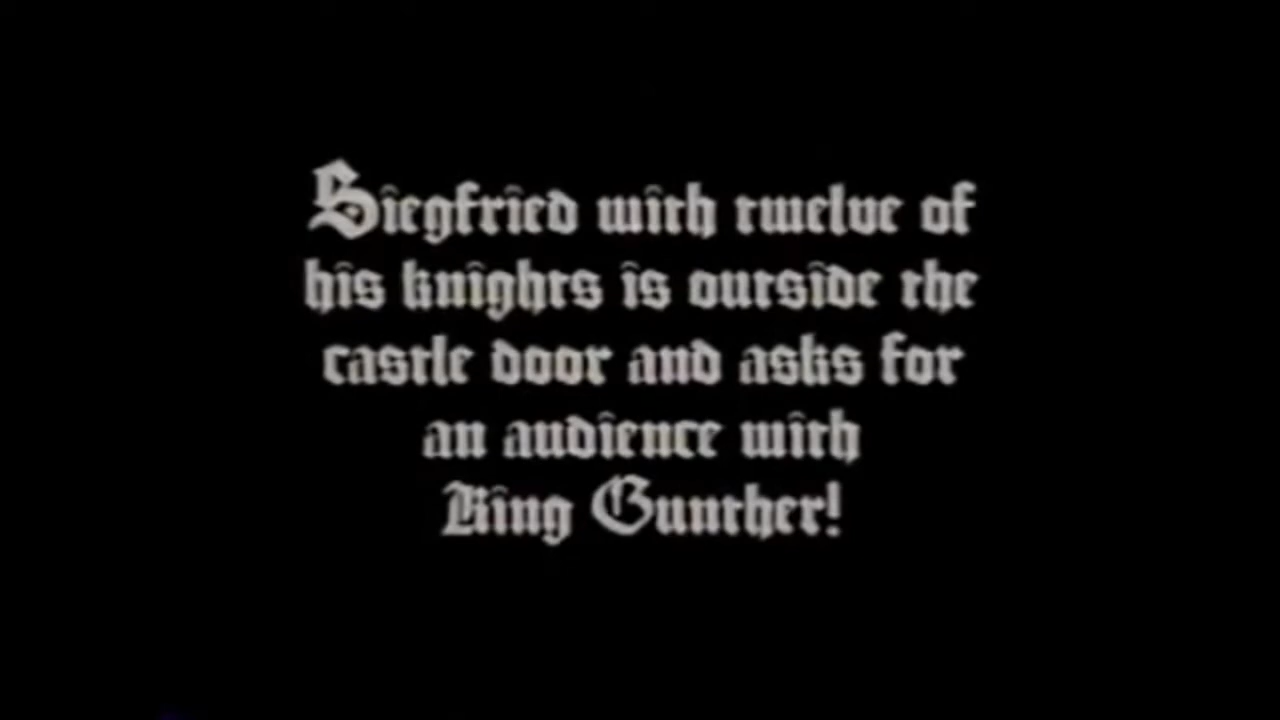 Siegfried with twelve of
his knights is outside the
castle door and asks for
an audience with
King Gunther!